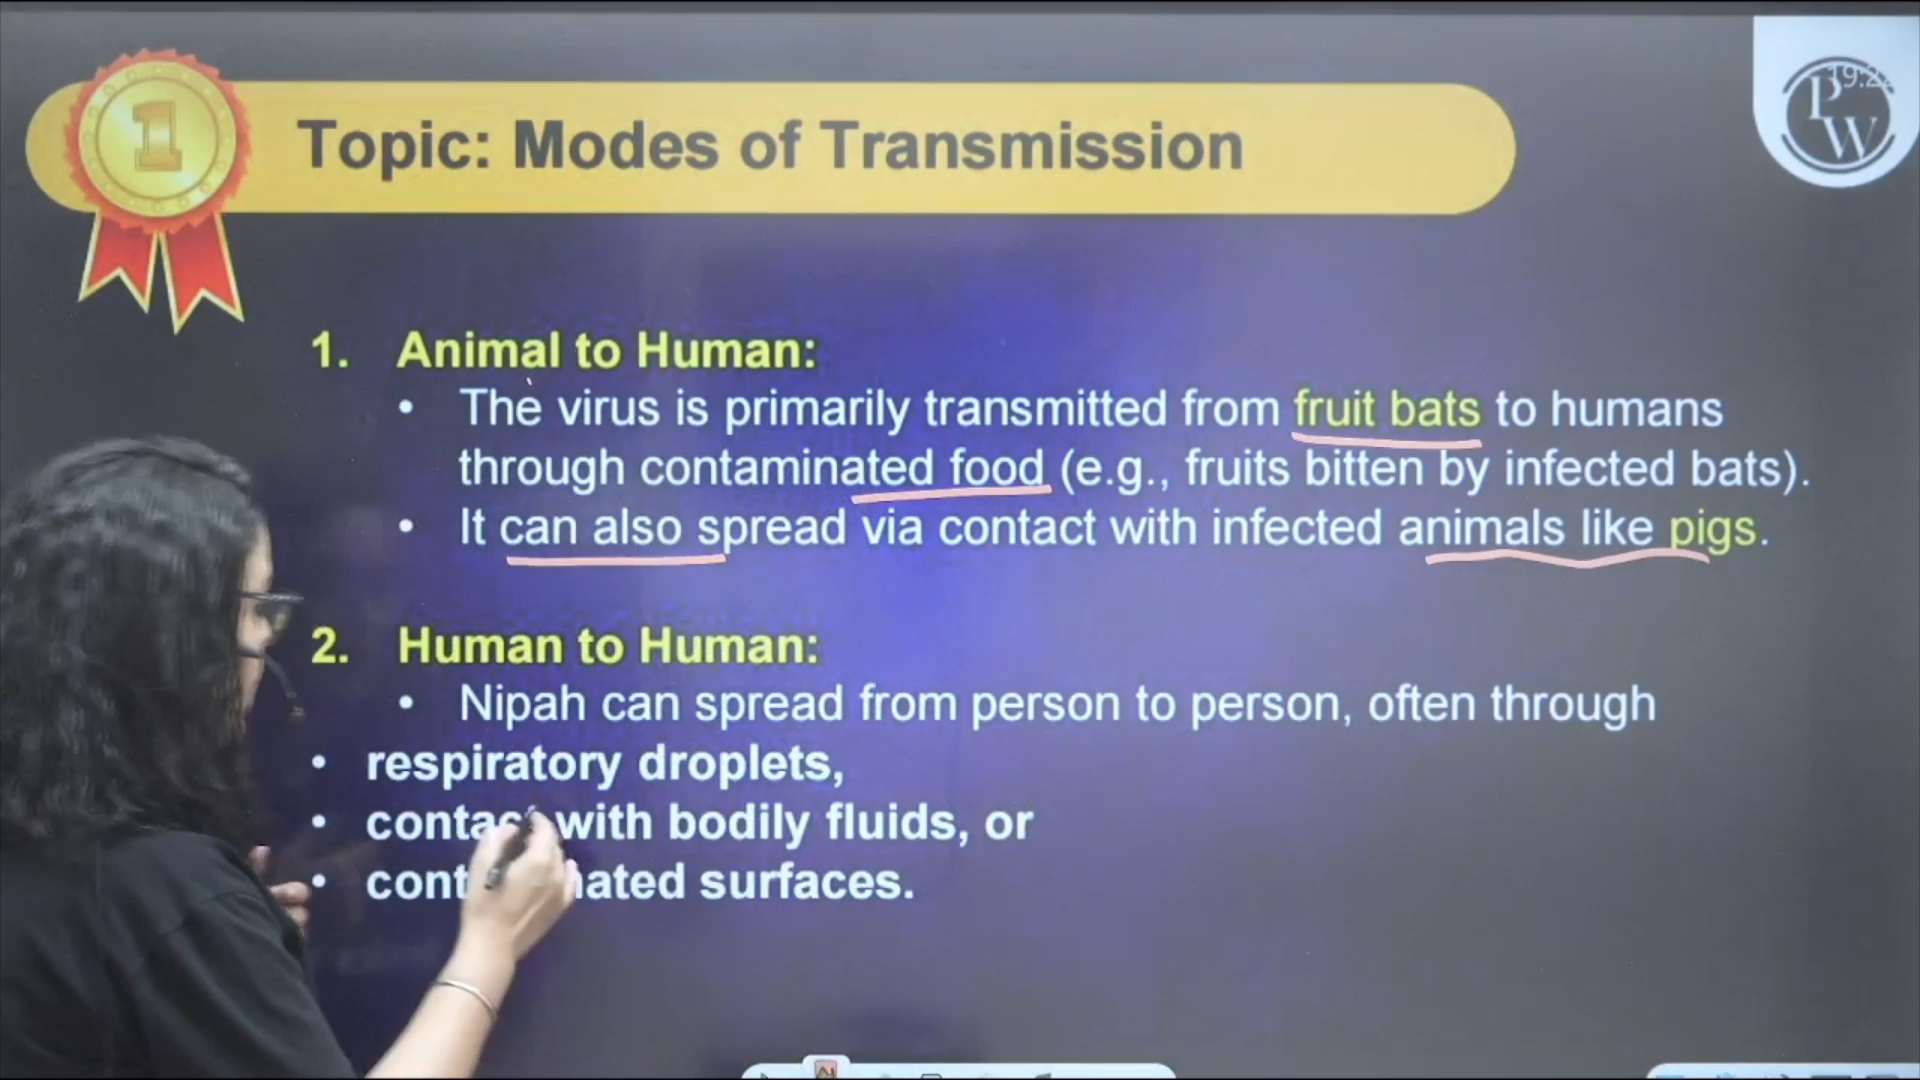 1
Topic: Modes of Transmission
PW
1. Animal to Human:
• The virus is primarily transmitted from fruit bats to humans
through contaminated food (e.g., fruits bitten by infected bats).
• It can also spread via contact with infected animals like pigs.
2. Human to Human:
• Nipah can spread from person to person, often through
• respiratory droplets,
• contact with bodily fluids, or
• surfaces.